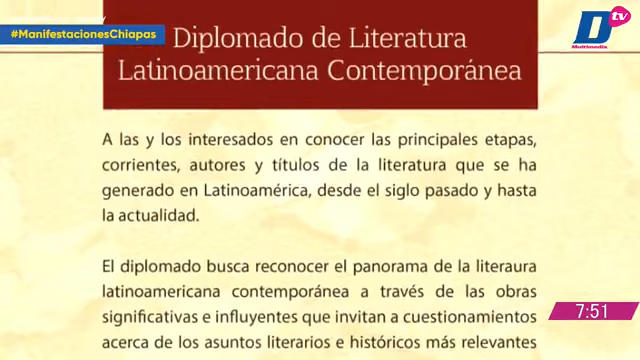 #ManifestacionesChiapas
D tv
Multimedia
Diplomado de Literatura
Latinoamericana Contemporánea
A las y los interesados en conocer las principales etapas,
corrientes, autores y títulos de la literatura que se ha
generado en Latinoamérica, desde el siglo pasado y hasta
la actualidad.
El diplomado busca reconocer el panorama de la literaura
latinoamericana contemporánea a través de las obras
significativas e influyentes que invitan a cuestionamientos
acerca de los asuntos literarios e históricos más relevantes
7:51